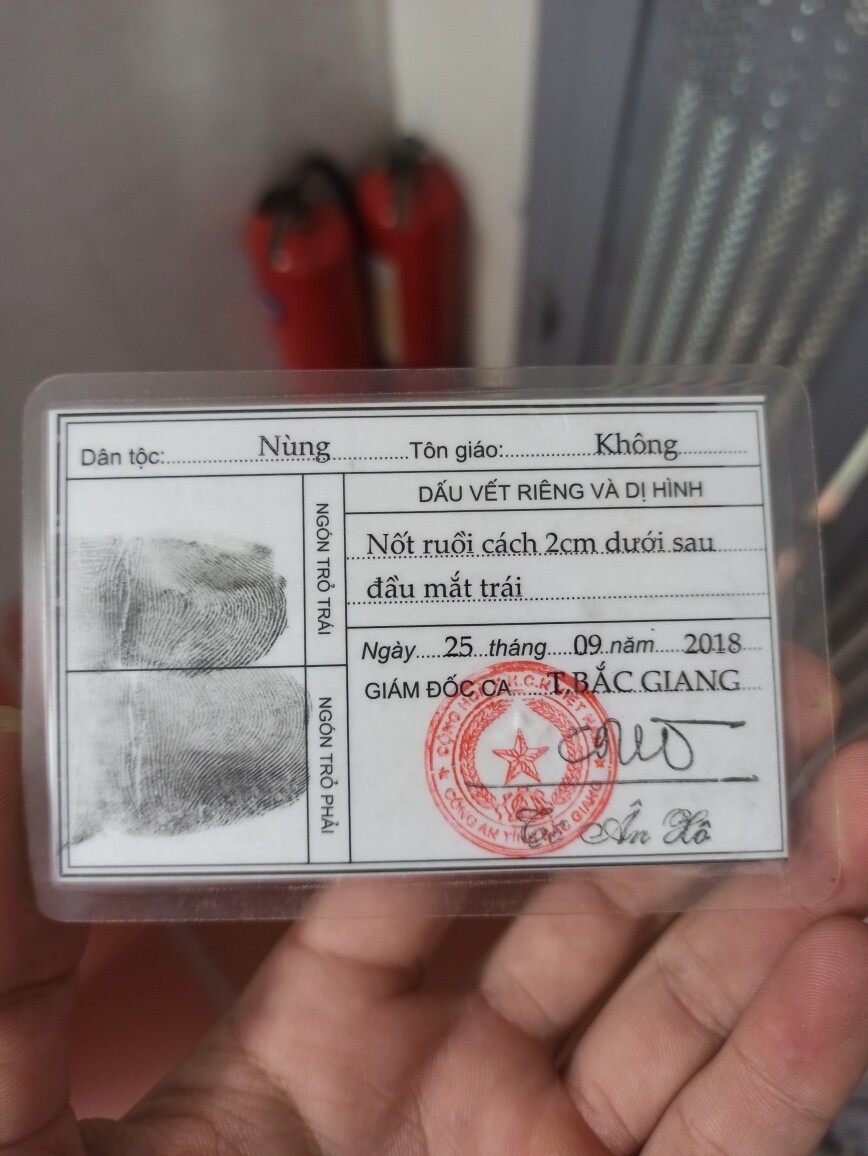 Dân tộc: Nùng Tôn giáo: Không
NGÓN TRỎ TRÁI
NGÓN TRỎ PHẢI
DẤU VẾT RIÊNG VÀ DỊ HÌNH
Nốt ruồi cách 2cm dưới sau
đầu mắt trái
Ngày 25 tháng 09 năm 2018
GIÁM ĐỐC CA T.BẮC GIANG
CÔNG AN TỈNH BẮC GIANG
Ân Hô